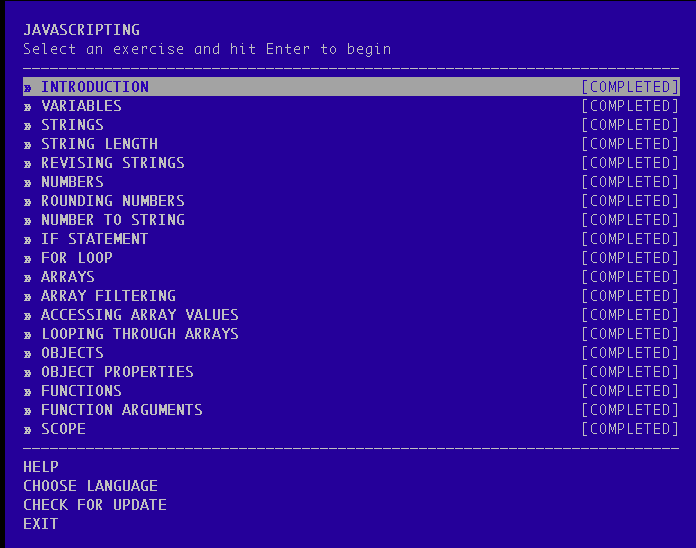 JAVASCRIPTING
Select an exercise and hit Enter to begin
» INTRODUCTION [COMPLETED]
» VARIABLES [COMPLETED]
» STRINGS [COMPLETED]
» STRING LENGTH [COMPLETED]
» REVISING STRINGS [COMPLETED]
» NUMBERS [COMPLETED]
» ROUNDING NUMBERS [COMPLETED]
» NUMBER TO STRING [COMPLETED]
» IF STATEMENT [COMPLETED]
» FOR LOOP [COMPLETED]
» ARRAYS [COMPLETED]
» ARRAY FILTERING [COMPLETED]
» ACCESSING ARRAY VALUES [COMPLETED]
» LOOPING THROUGH ARRAYS [COMPLETED]
» OBJECTS [COMPLETED]
» OBJECT PROPERTIES [COMPLETED]
» FUNCTIONS [COMPLETED]
» FUNCTION ARGUMENTS [COMPLETED]
» SCOPE [COMPLETED]
HELP
CHOOSE LANGUAGE
CHECK FOR UPDATE
EXIT